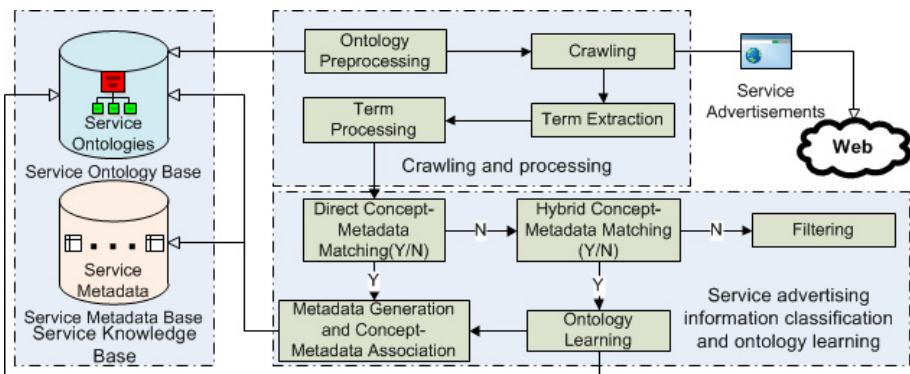 Service
Ontologies
Service Ontology Base
Service
Metadata
Service Metadata Base
Service Knowledge
Base
Ontology
Preprocessing
Crawling
Term
Processing
Term Extraction
Crawling and processing
Service
Advertisements
Web
Direct Concept-
Metadata
Matching(Y/N)
N
Hybrid Concept-
Metadata Matching
(Y/N)
N
Filtering
Y
Y
Metadata Generation
and Concept-
Metadata Association
Ontology
Learning
Service advertising
information classification
and ontology learning